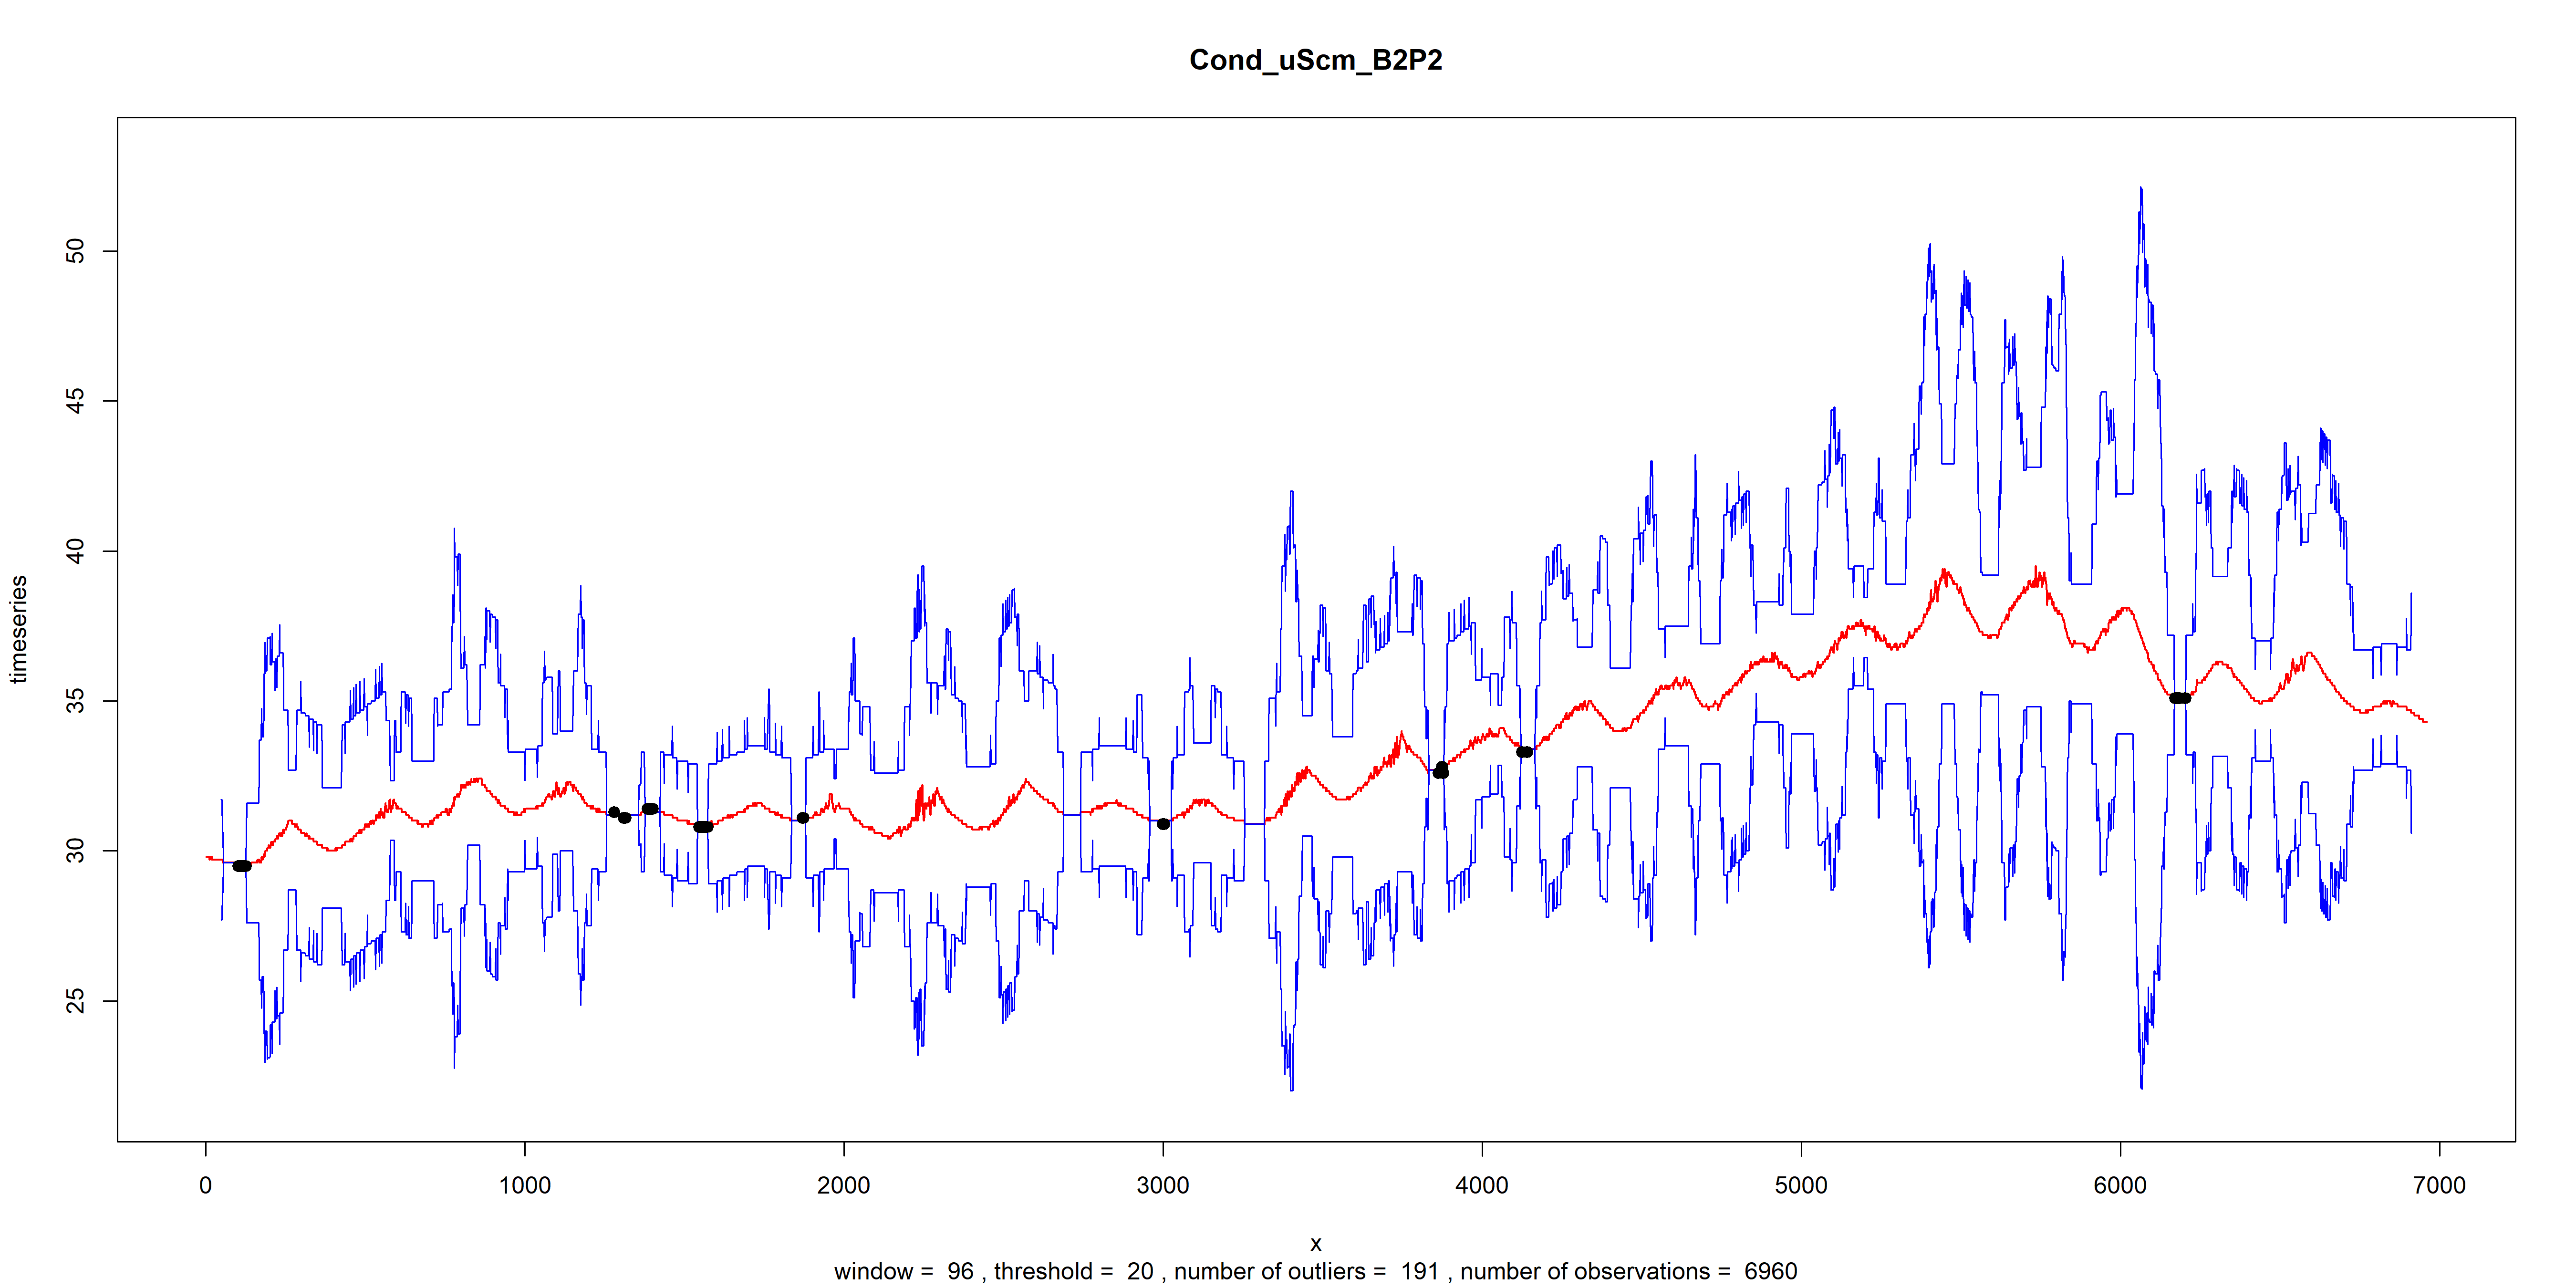 Cond_uScm_B2P2
timeseries
50
45
40
35
30
25
0 1000 2000 3000 4000 5000 6000 7000
x
window = 96 , threshold = 20 , number of outliers = 191 , number of observations = 6960